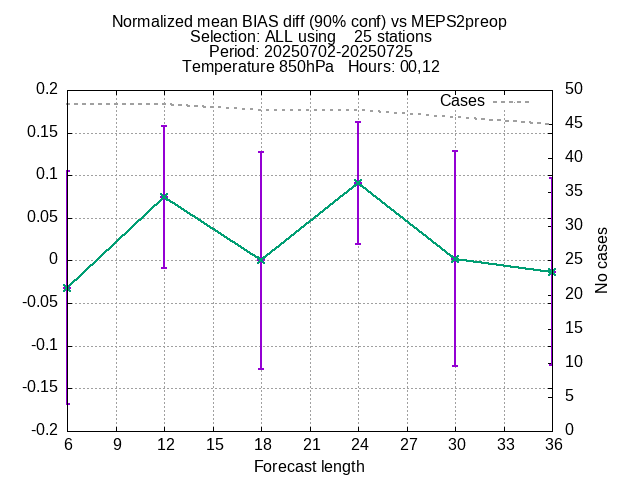 Normalized mean BIAS diff (90% conf) vs MEPS2preop
Selection: ALL using    25 stations
Period: 20250702-20250725
Temperature 850hPa   Hours: 00,12
Cases
0.2
0.15
0.1
0.05
0
-0.05
-0.1
-0.15
-0.2
50
45
40
35
30
25
20
15
10
5
0
No cases
6 9 12 15 18 21 24 27 30 33 36
Forecast length